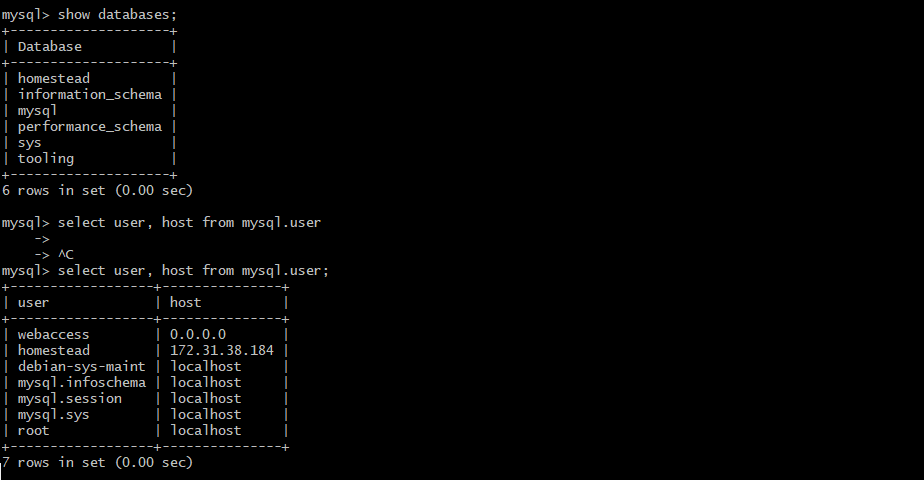 mysql> show databases;
+--------------------+
| Database           |
+--------------------+
| homestead          |
| information_schema |
| mysql              |
| performance_schema |
| sys                |
| tooling            |
+--------------------+
6 rows in set (0.00 sec)
mysql> select user, host from mysql.user
    ->
    -> ^C
mysql> select user, host from mysql.user;
+------------------+---------------+
| user             | host          |
+------------------+---------------+
| webaccess        | 0.0.0.0       |
| homestead        | 172.31.38.184 |
| debian-sys-maint | localhost     |
| mysql.infoschema | localhost     |
| mysql.session    | localhost     |
| mysql.sys        | localhost     |
| root             | localhost     |
+------------------+---------------+
7 rows in set (0.00 sec)